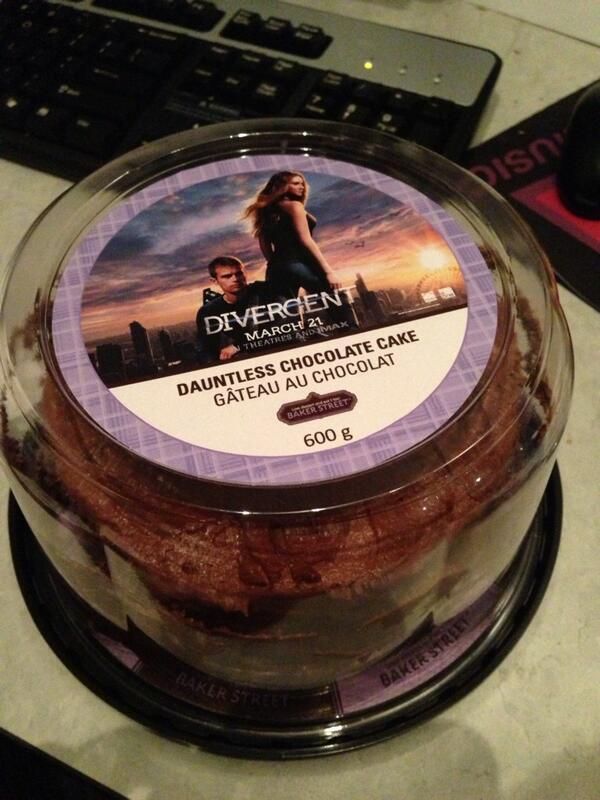 DIVERGENT
MARCH 21
IN THEATRES AND IMAX
DAUNTLESS CHOCOLATE CAKE
GÂTEAU AU CHOCOLAT
BAKER STREET
600 g
BAKER STREET
BAKER STREET